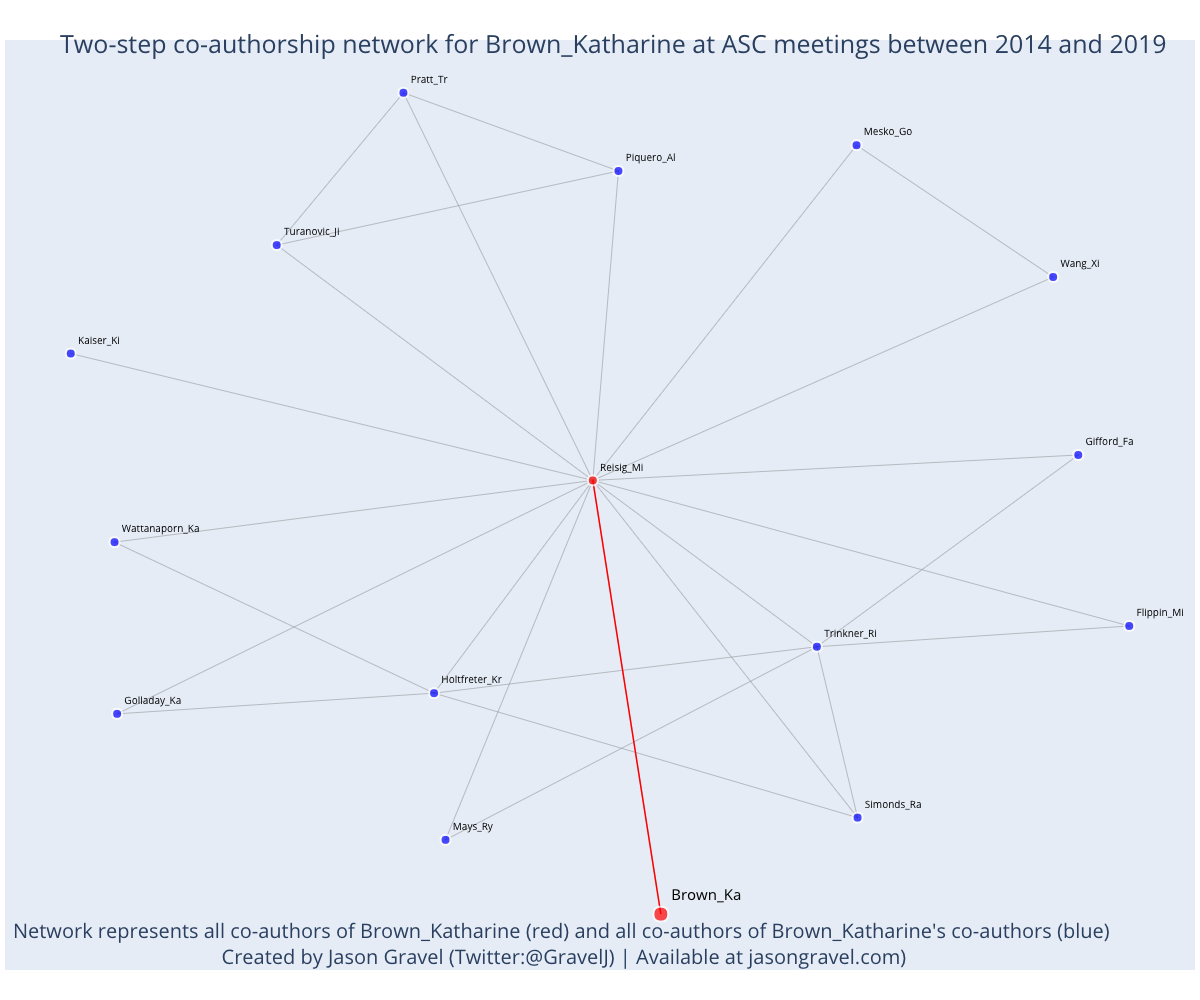 Two-step co-authorship network for Brown_Katharine at ASC meetings between 2014 and 2019
Pratt_Tr
Mesko_Go
Piquero_Al
Turanovic_Ji
Wang_Xi
Kaiser_Ki
Gifford_Fa
Reisig_Mi
Wattanaporn_Ka
Flippin_Mi
Trinkner_Ri
Holtfreter_Kr
Golladay_Ka
Simonds_Ra
Mays_Ry
Brown_Ka
Network represents all co-authors of Brown_Katharine (red) and all co-authors of Brown_Katharine's co-authors (blue)
Created by Jason Gravel (Twitter:@GravelJ) | Available at jasongravel.com)